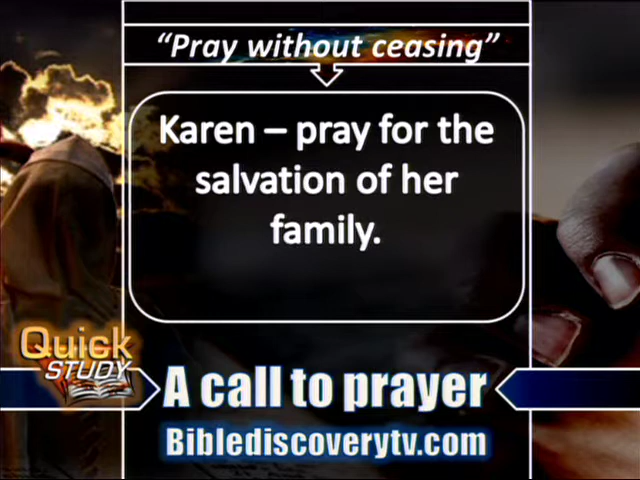 “Pray without ceasing”
Karen – pray for the
salvation of her
family.
Quick
STUDY
A call to prayer
Biblediscoverytv.com